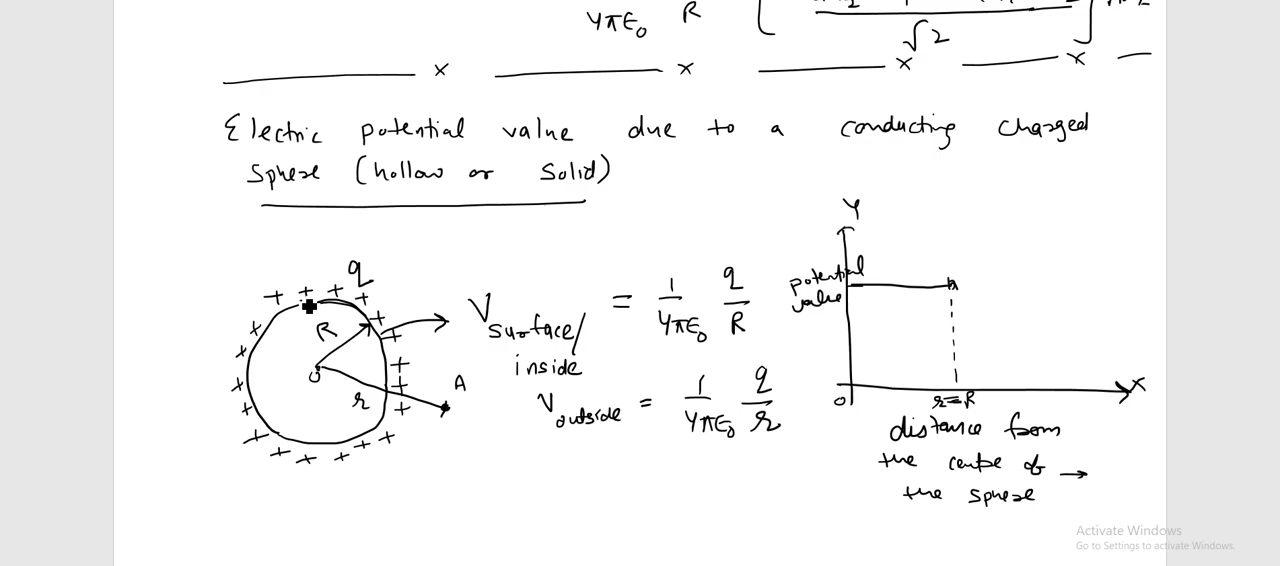 4πε₀ R √2
Electric potential value due to a conducting charged
Sphere (hollow or Solid)
q
R
O
r
A
V surface/inside = 1/4πε₀ q/R
V outside = 1/4πε₀ q/r
Y
potential
value
O
r=R
X
distance from
the centre of →
the sphere
Activate Windows
Go to Settings to activate Windows.